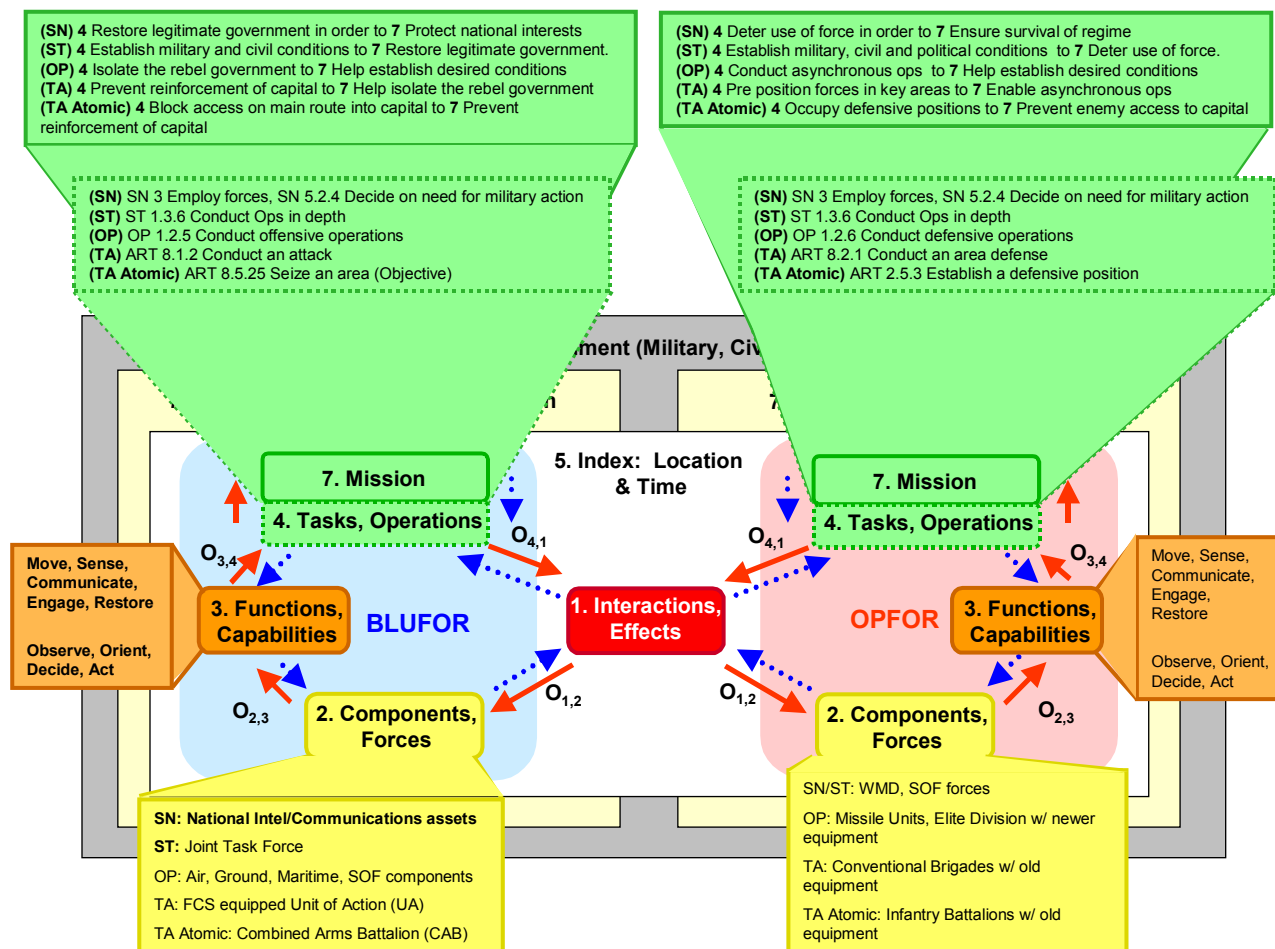 (SN) 4 Restore legitimate government in order to 7 Protect national interests
(ST) 4 Establish military and civil conditions to 7 Restore legitimate government.
(OP) 4 Isolate the rebel government to 7 Help establish desired conditions
(TA) 4 Prevent reinforcement of capital to 7 Help isolate the rebel government
(TA Atomic) 4 Block access on main route into capital to 7 Prevent
reinforcement of capital
(SN) 4 Deter use of force in order to 7 Ensure survival of regime
(ST) 4 Establish military, civil and political conditions to 7 Deter use of force.
(OP) 4 Conduct asynchronous ops to 7 Help establish desired conditions
(TA) 4 Pre position forces in key areas to 7 Enable asynchronous ops
(TA Atomic) 4 Occupy defensive positions to 7 Prevent enemy access to capital
(SN) SN 3 Employ forces, SN 5.2.4 Decide on need for military action
(ST) ST 1.3.6 Conduct Ops in depth
(OP) OP 1.2.5 Conduct offensive operations
(TA) ART 8.1.2 Conduct an attack
(TA Atomic) ART 8.5.25 Seize an area (Objective)
(SN) SN 3 Employ forces, SN 5.2.4 Decide on need for military action
(ST) ST 1.3.6 Conduct Ops in depth
(OP) OP 1.2.6 Conduct defensive operations
(TA) ART 8.2.1 Conduct an area defense
(TA Atomic) ART 2.5.3 Establish a defensive position
(Military,
5. Index: Location
& Time
7. Mission
4. Tasks, Operations
7. Mission
4. Tasks, Operations
O4,1
O4,1
O3,4
O3,4
Move, Sense,
Communicate,
Engage, Restore
Observe, Orient,
Decide, Act
3. Functions,
Capabilities
BLUFOR
1. Interactions,
Effects
OPFOR
3. Functions,
Capabilities
Move, Sense,
Communicate,
Engage,
Restore
Observe, Orient,
Decide, Act
O2,3
O1,2
O1,2
O2,3
2. Components,
Forces
2. Components,
Forces
SN: National Intel/Communications assets
ST: Joint Task Force
OP: Air, Ground, Maritime, SOF components
TA: FCS equipped Unit of Action (UA)
TA Atomic: Combined Arms Battalion (CAB)
SN/ST: WMD, SOF forces
OP: Missile Units, Elite Division w/ newer
equipment
TA: Conventional Brigades w/ old
equipment
TA Atomic: Infantry Battalions w/ old
equipment